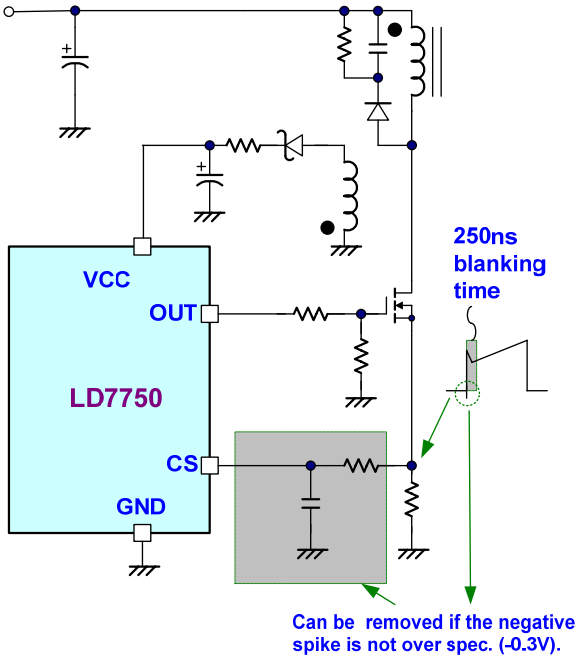 250ns
blanking
time
VCC
OUT
LD7750
CS
GND
+
+
Can be removed if the negative
spike is not over spec. (-0.3V).